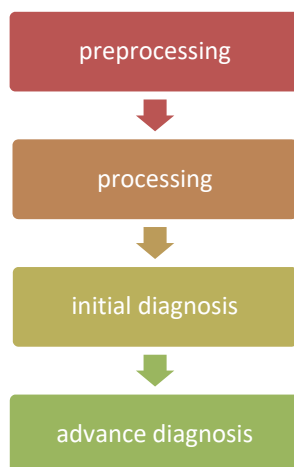 preprocessing
processing
initial diagnosis
advance diagnosis